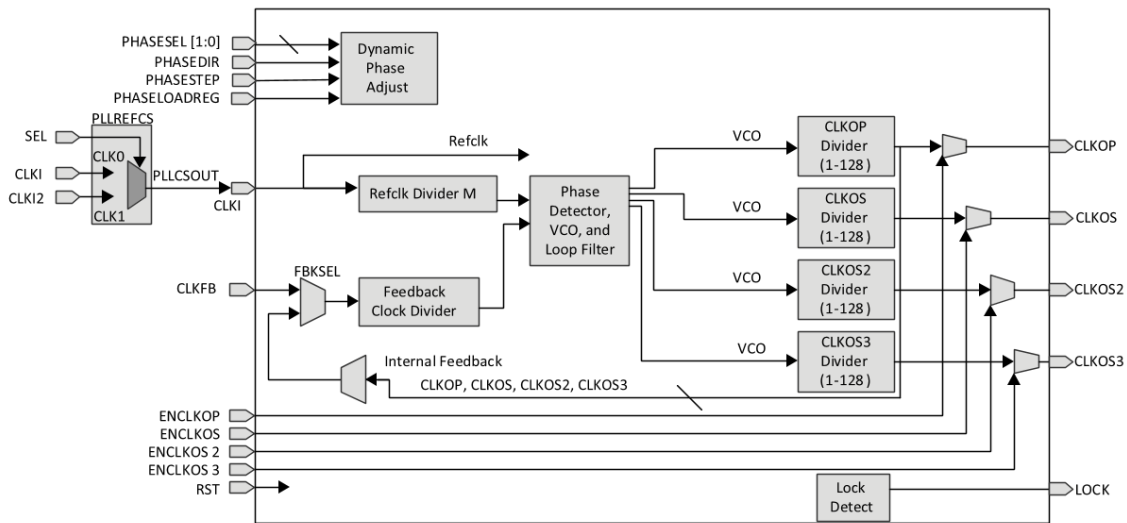 PHASESEL [1:0]
PHASEDIR
PHASESTEP
PHASELOADREG
Dynamic
Phase
Adjust
PLLREFCS
SEL
CLKI
CLKI2
CLK0
CLK1
PLLCSOUT
CLKI
Refclk
Refclk Divider M
Phase
Detector,
VCO, and
Loop Filter
VCO
CLKOP
Divider
(1-128)
CLKOP
VCO
CLKOS
Divider
(1-128)
CLKOS
CLKFB
FBKSEL
Feedback
Clock Divider
VCO
CLKOS2
Divider
(1-128)
CLKOS2
VCO
CLKOS3
Divider
(1-128)
CLKOS3
Internal Feedback
CLKOP, CLKOS, CLKOS2, CLKOS3
ENCLKOP
ENCLKOS
ENCLKOS 2
ENCLKOS 3
RST
Lock
Detect
LOCK